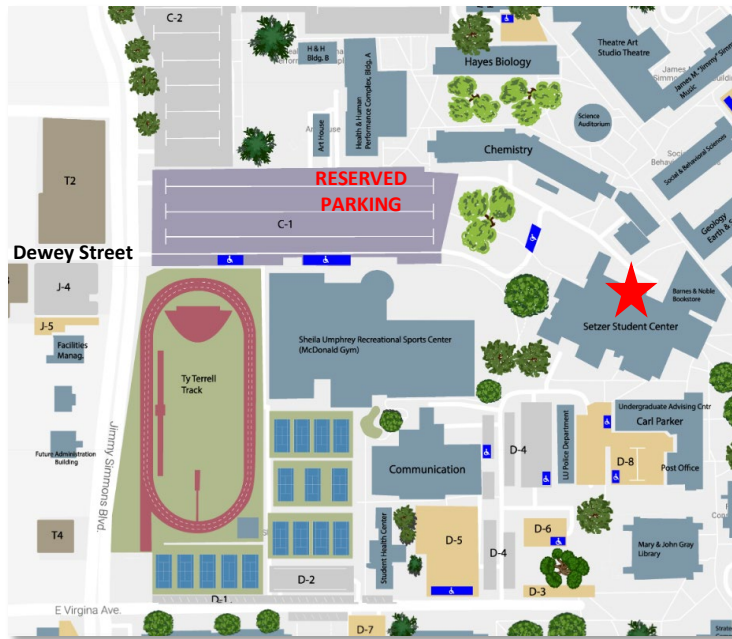 C-2
H & H
Bldg. B
Health & Human
Performance Complex, Bldg. A
Art House
Hayes Biology
Theatre Art
Studio Theatre
James M. "Jimmy" Simmons
Music
Science
Auditorium
Chemistry
Social & Behavioral Sciences
Geology
T2
RESERVED
PARKING
C-1
Dewey Street
J-4
J-5
Facilities
Manag.
Future Administration
Building
T4
Jimmy Simmons Blvd.
Ty Terrell
Track
Sheila Umphrey Recreational Sports Center
(McDonald Gym)
Barnes & Noble
Bookstore
Setzer Student Center
Communication
Student Health Center
D-4
LU Police Department
Undergraduate Advising Cntr
Carl Parker
D-8
Post Office
D-5
D-4
D-6
D-3
Mary & John Gray
Library
D-2
D-1
E Virgina Ave.
D-7